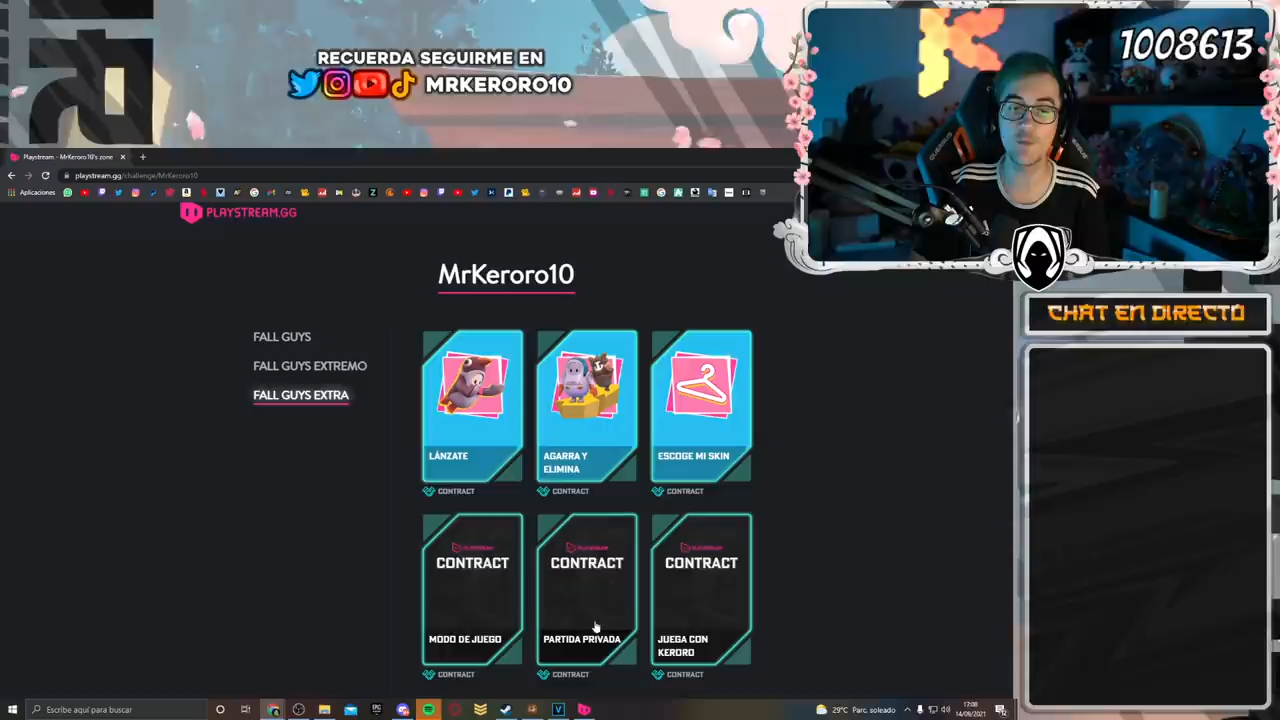 RECUERDA SEGUIRME EN
MRKERORO10
1008613
Playstream - MrKeroro10's zone
playstream.gg/challenge/MrKeroro10
Aplicaciones
PLAYSTREAM.GG
MrKeroro10
CHAT EN DIRECTO
FALL GUYS
FALL GUYS EXTREMO
FALL GUYS EXTRA
LÁNZATE
AGARRA Y
ELIMINA
ESCOGE MI SKIN
CONTRACT
CONTRACT
CONTRACT
CONTRACT
CONTRACT
CONTRACT
MODO DE JUEGO
PARTIDA PRIVADA
JUEGA CON
KERORO
CONTRACT
CONTRACT
CONTRACT
Escribe aquí para buscar
29°C Parc. soleado
17:08
14/09/2021